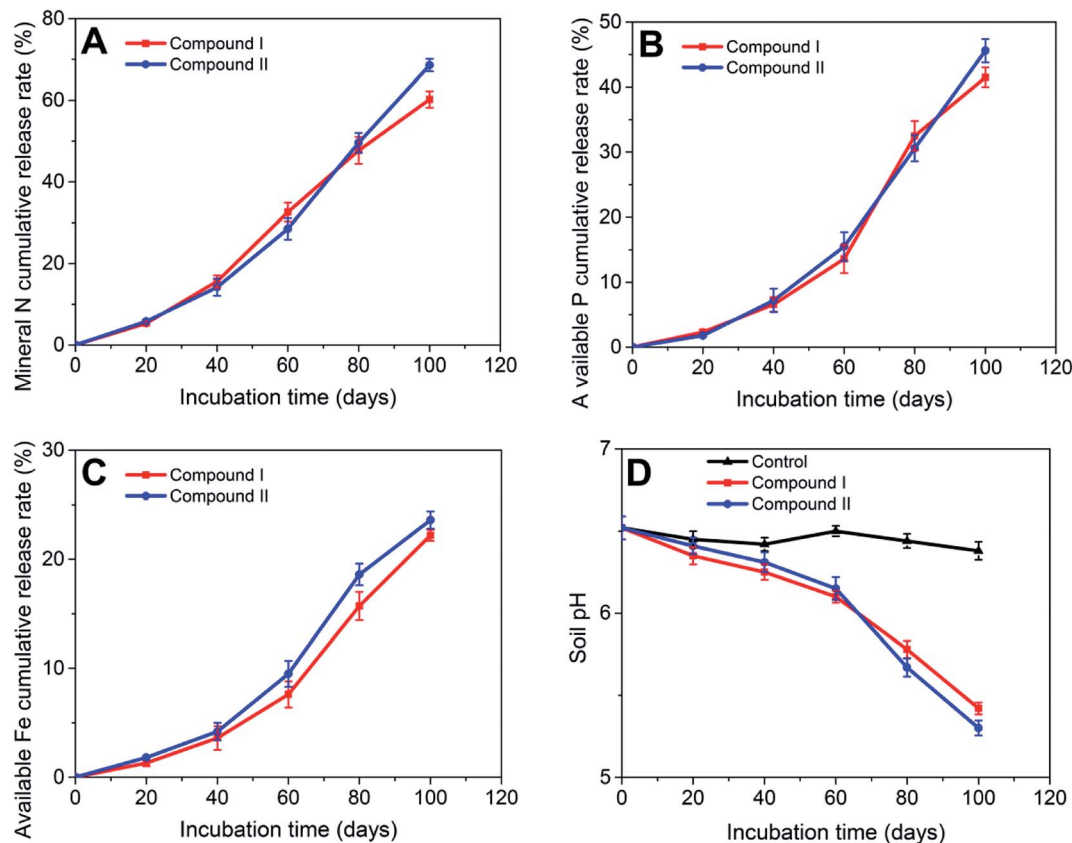 A
Compound I
Compound II
Mineral N cumulative release rate (%)
80
60
40
20
0
0 20 40 60 80 100 120
Incubation time (days)
B
Compound I
Compound II
A vailable P cumulative release rate (%)
50
40
30
20
10
0
0 20 40 60 80 100 120
Incubation time (days)
C
Compound I
Compound II
Available Fe cumulative release rate (%)
30
20
10
0
0 20 40 60 80 100 120
Incubation time (days)
D
Control
Compound I
Compound II
Soil pH
7
6
5
0 20 40 60 80 100 120
Incubation time (days)